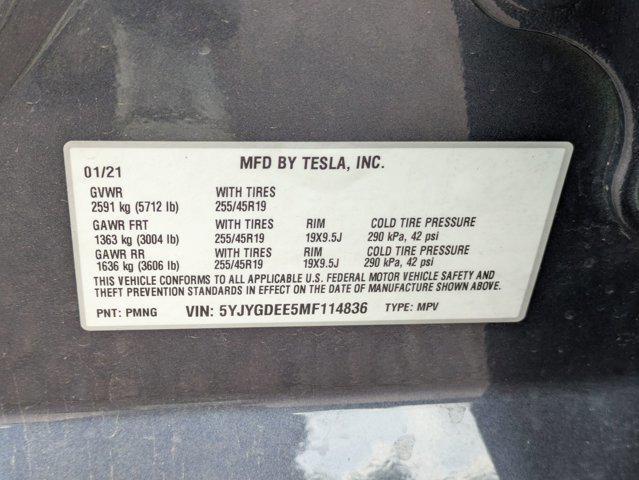 MFD BY TESLA, INC.
01/21
GVWR WITH TIRES
2591 kg (5712 lb) 255/45R19
GAWR FRT WITH TIRES RIM COLD TIRE PRESSURE
1363 kg (3004 lb) 255/45R19 19X9.5J 290 kPa, 42 psi
GAWR RR WITH TIRES RIM COLD TIRE PRESSURE
1636 kg (3606 lb) 255/45R19 19X9.5J 290 kPa, 42 psi
THIS VEHICLE CONFORMS TO ALL APPLICABLE U.S. FEDERAL MOTOR VEHICLE SAFETY AND
THEFT PREVENTION STANDARDS IN EFFECT ON THE DATE OF MANUFACTURE SHOWN ABOVE.
PNT: PMNG VIN: 5YJYGDEE5MF114836 TYPE: MPV